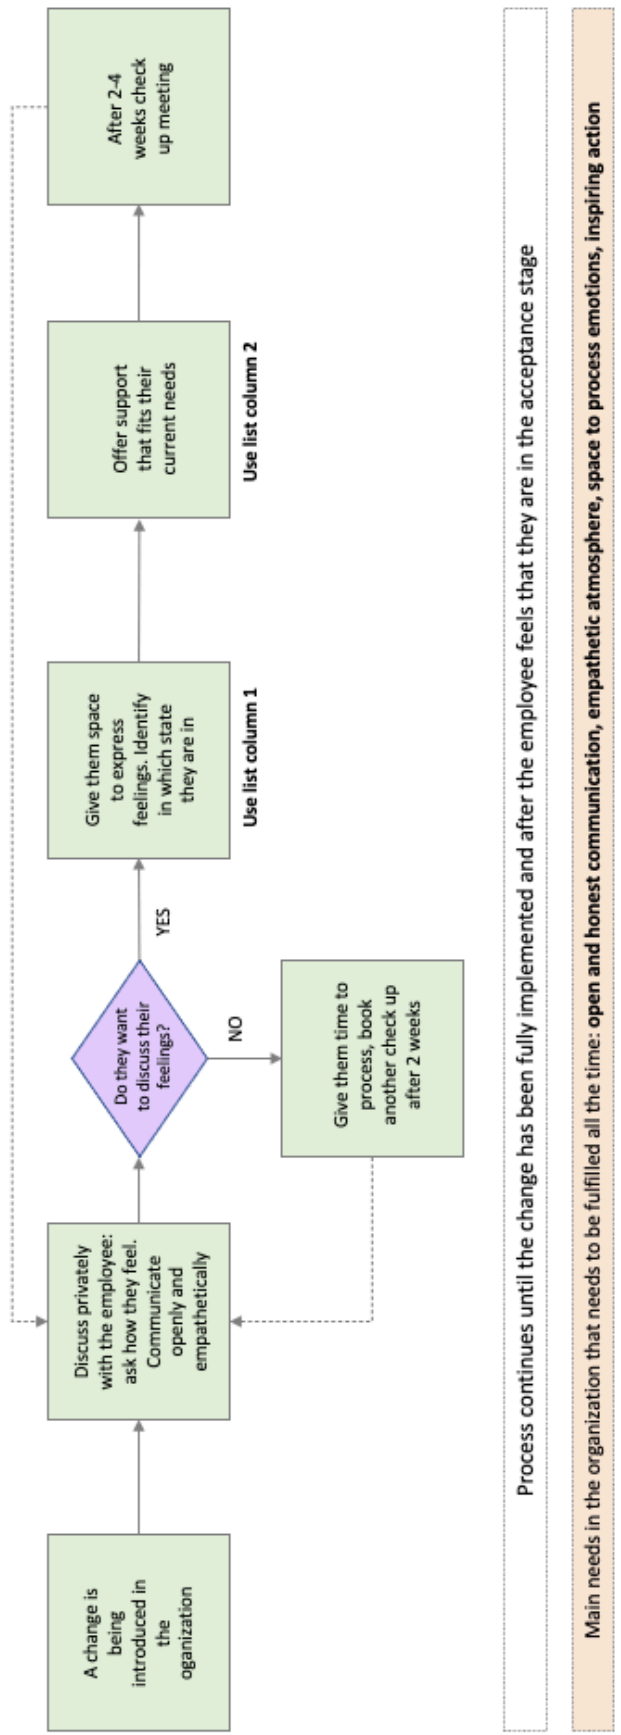 A change is
being
introduced in
the
oganization
Discuss privately
with the employee:
ask how they feel.
Communicate
openly and
empathetically
Do they want
to discuss their
feelings?
YES
NO
Give them time to
process, book
another check up
after 2 weeks
Give them space
to express
feelings. Identify
in which state
they are in
Use list column 1
Offer support
that fits their
current needs
Use list column 2
After 2-4
weeks check
up meeting
Process continues until the change has been fully implemented and after the employee feels that they are in the acceptance stage
Main needs in the organization that needs to be fulfilled all the time: open and honest communication, empathetic atmosphere, space to process emotions, inspiring action